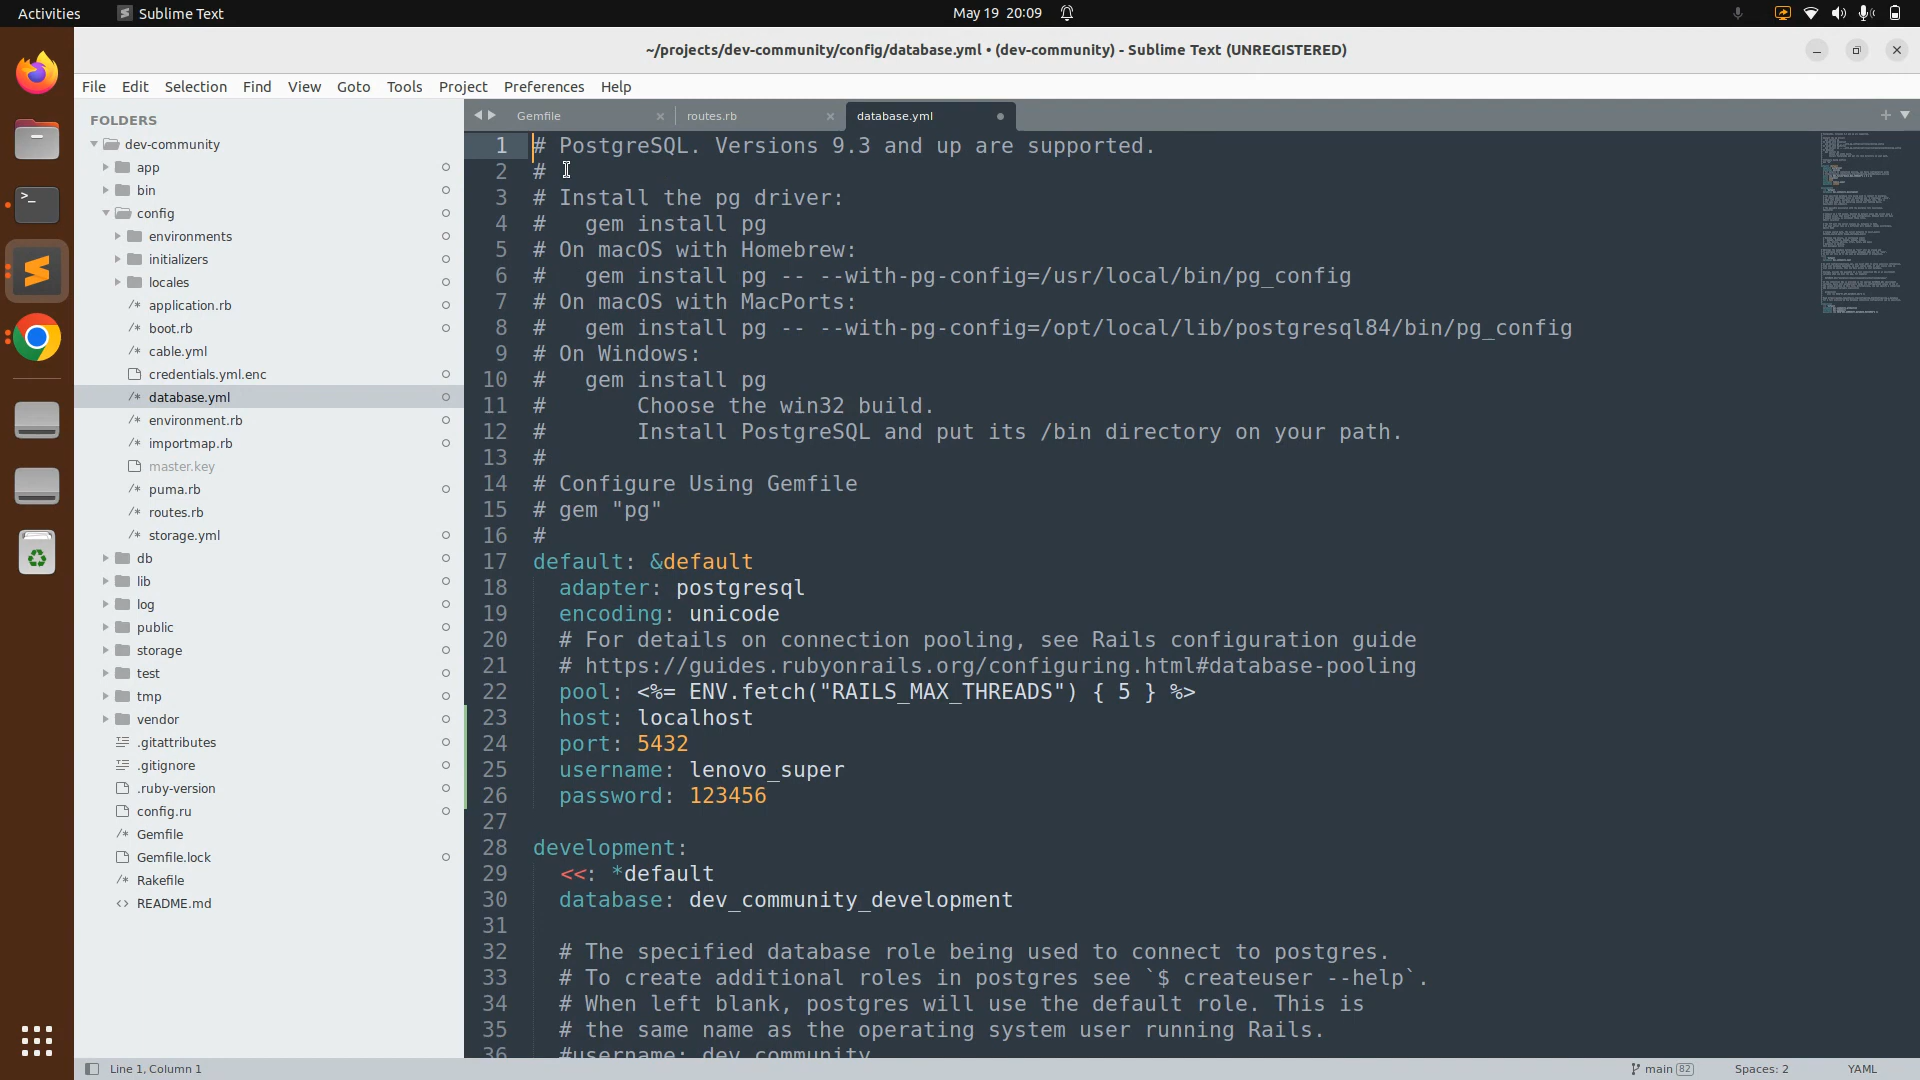 Activities
Sublime Text
May 19 20:09
~/projects/dev-community/config/database.yml • (dev-community) - Sublime Text (UNREGISTERED)
File Edit Selection Find View Goto Tools Project Preferences Help
FOLDERS
dev-community
app
bin
config
environments
initializers
locales
application.rb
boot.rb
cable.yml
credentials.yml.enc
database.yml
environment.rb
importmap.rb
master.key
puma.rb
routes.rb
storage.yml
db
lib
log
public
storage
test
tmp
vendor
.gitattributes
.gitignore
.ruby-version
config.ru
Gemfile
Gemfile.lock
Rakefile
README.md
Gemfile routes.rb database.yml
1 # PostgreSQL. Versions 9.3 and up are supported.
2 #
3 # Install the pg driver:
4 #   gem install pg
5 # On macOS with Homebrew:
6 #   gem install pg -- --with-pg-config=/usr/local/bin/pg_config
7 # On macOS with MacPorts:
8 #   gem install pg -- --with-pg-config=/opt/local/lib/postgresql84/bin/pg_config
9 # On Windows:
10 #   gem install pg
11 #       Choose the win32 build.
12 #       Install PostgreSQL and put its /bin directory on your path.
13 #
14 # Configure Using Gemfile
15 # gem "pg"
16 #
17 default: &default
18   adapter: postgresql
19   encoding: unicode
20   # For details on connection pooling, see Rails configuration guide
21   # https://guides.rubyonrails.org/configuring.html#database-pooling
22   pool: <%= ENV.fetch("RAILS_MAX_THREADS") { 5 } %>
23   host: localhost
24   port: 5432
25   username: lenovo_super
26   password: 123456
27
28 development:
29   <<: *default
30   database: dev_community_development
31
32   # The specified database role being used to connect to postgres.
33   # To create additional roles in postgres see `$ createuser --help`.
34   # When left blank, postgres will use the default role. This is
35   # the same name as the operating system user running Rails.
36   #username: dev_community
Line 1, Column 1
main 82
Spaces: 2
YAML